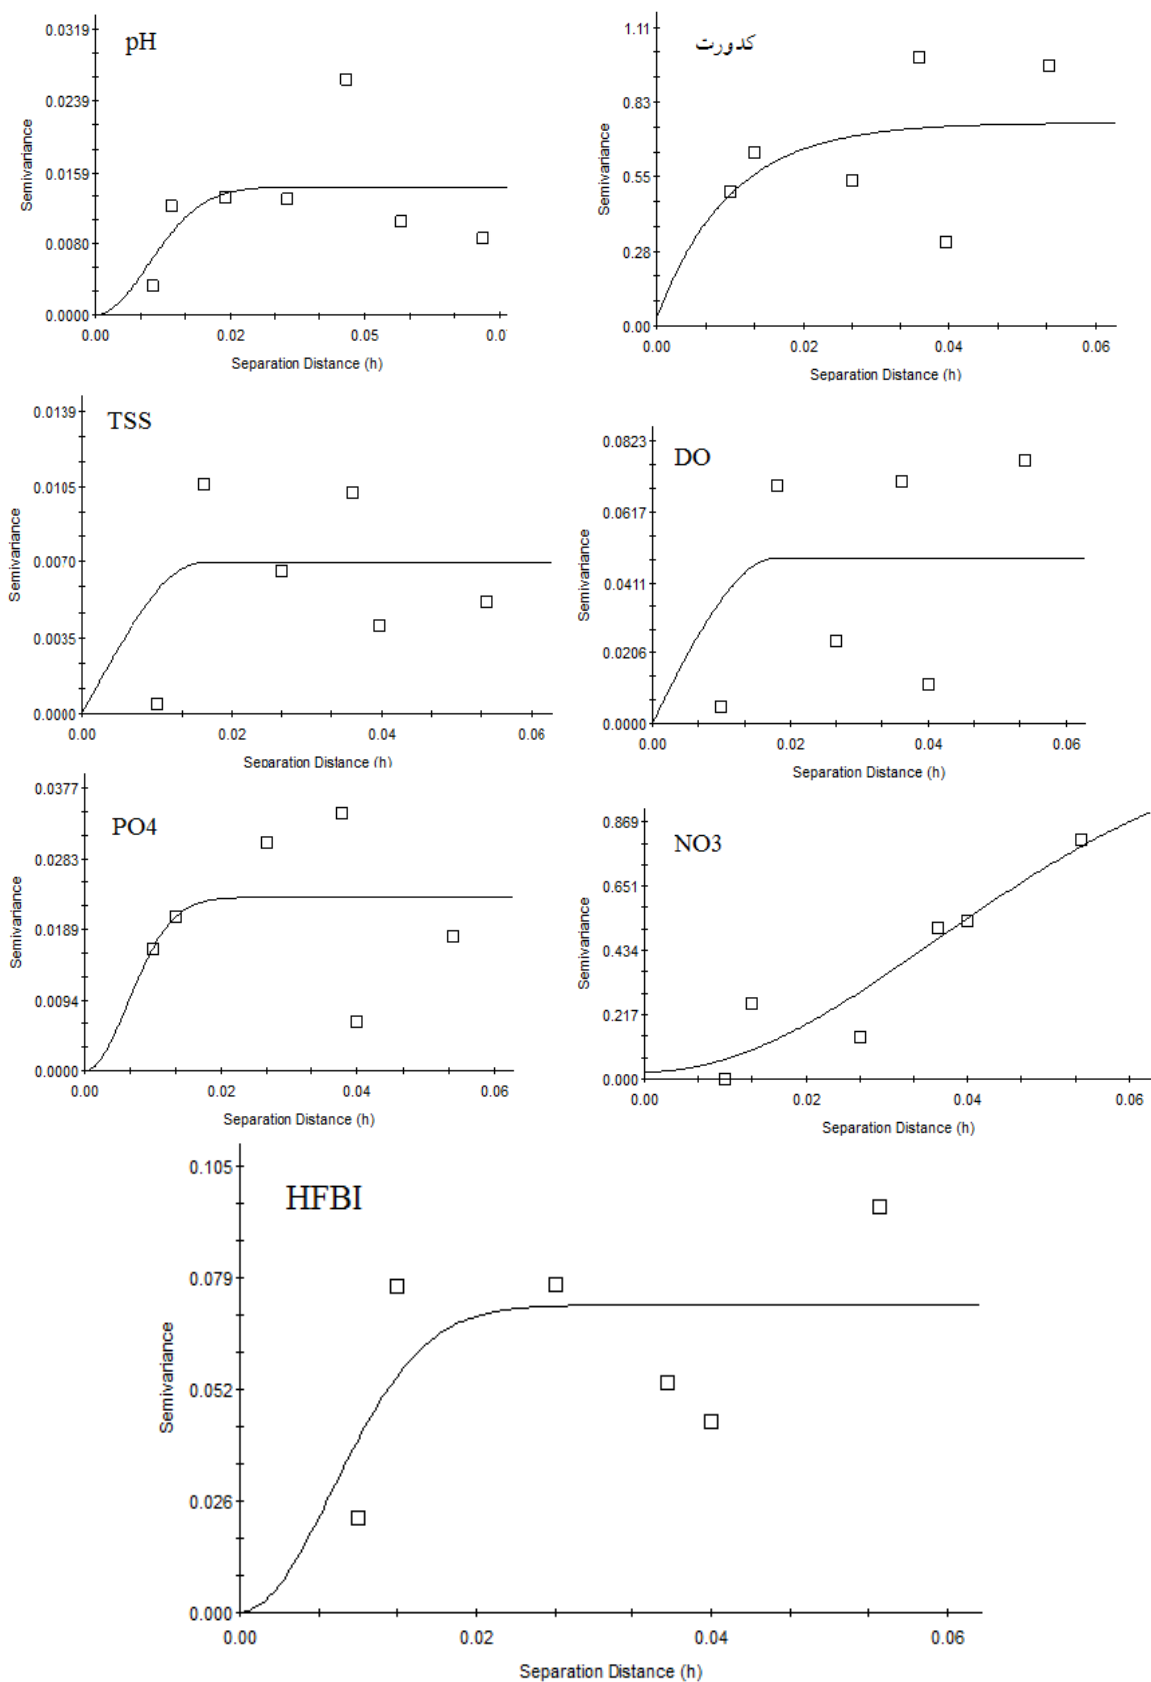 pH
0.0319
0.0239
0.0159
0.0080
0.0000
Semivariance
0.00 0.02 0.05
Separation Distance (h)
كدورت
1.11
0.83
0.55
0.28
0.00
Semivariance
0.00 0.02 0.04 0.06
Separation Distance (h)
TSS
0.0139
0.0105
0.0070
0.0035
0.0000
Semivariance
0.00 0.02 0.04 0.06
Separation Distance (h)
DO
0.0823
0.0617
0.0411
0.0206
0.0000
Semivariance
0.00 0.02 0.04 0.06
Separation Distance (h)
PO4
0.0377
0.0283
0.0189
0.0094
0.0000
Semivariance
0.00 0.02 0.04 0.06
Separation Distance (h)
NO3
0.869
0.651
0.434
0.217
0.000
Semivariance
0.00 0.02 0.04 0.06
Separation Distance (h)
HFBI
0.105
0.079
0.052
0.026
0.000
Semivariance
0.00 0.02 0.04 0.06
Separation Distance (h)